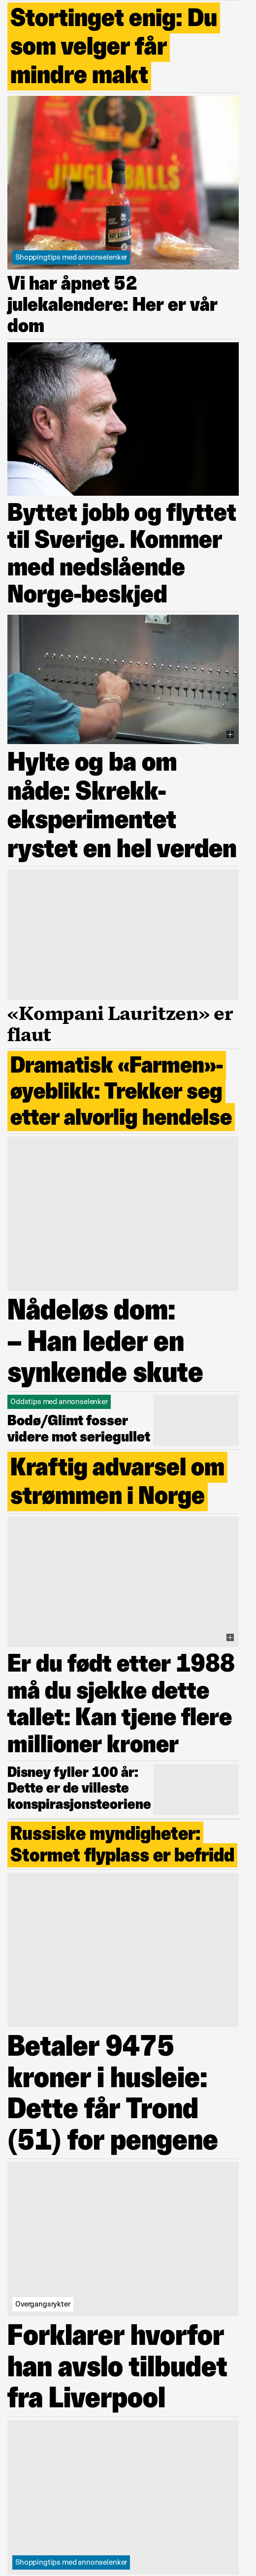 Stortinget enig: Du
som velger får
mindre makt
JINGLE BALLS
Shoppingtips med annonselenker
Vi har åpnet 52
julekalendere: Her er vår
dom
Byttet jobb og flyttet
til Sverige. Kommer
med nedslående
Norge-beskjed
Hylte og ba om
nåde: Skrekk-
eksperimentet
rystet en hel verden
«Kompani Lauritzen» er
flaut
Dramatisk «Farmen»-
øyeblikk: Trekker seg
etter alvorlig hendelse
Nådeløs dom:
– Han leder en
synkende skute
Oddstips med annonselenker
Bodø/Glimt fosser
videre mot seriegullet
Kraftig advarsel om
strømmen i Norge
Er du født etter 1988
må du sjekke dette
tallet: Kan tjene flere
millioner kroner
Disney fyller 100 år:
Dette er de villeste
konspirasjonsteoriene
Russiske myndigheter:
Stormet flyplass er befridd
Betaler 9475
kroner i husleie:
Dette får Trond
(51) for pengene
Overgangsrykter
Forklarer hvorfor
han avslo tilbudet
fra Liverpool
Shoppingtips med annonselenker